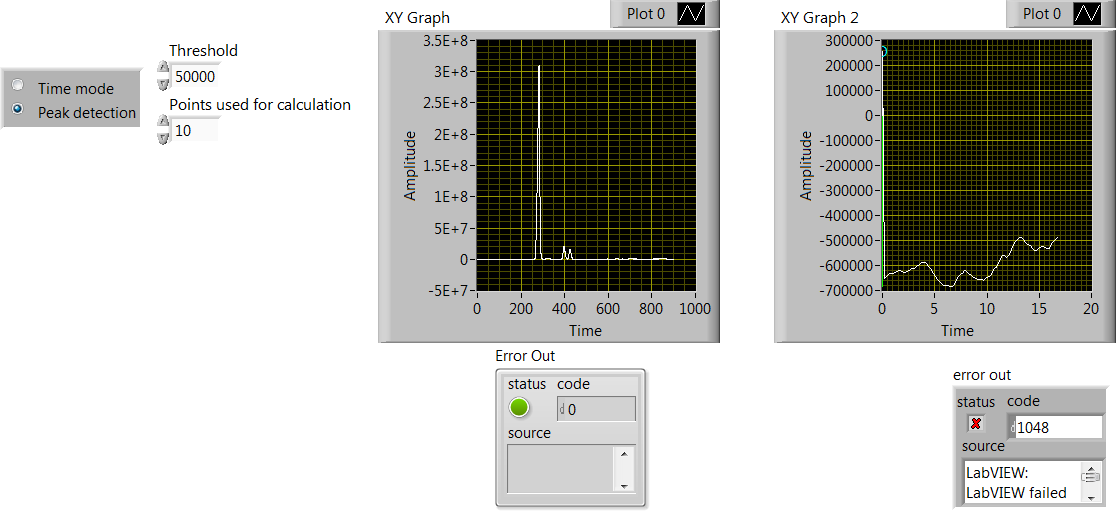 Time mode
Peak detection
Threshold
50000
Points used for calculation
10
XY Graph
Plot 0
3.5E+8
3E+8
2.5E+8
2E+8
1.5E+8
1E+8
5E+7
0
-5E+7
Amplitude
0 200 400 600 800 1000
Time
XY Graph 2
Plot 0
300000
200000
100000
0
-100000
-200000
-300000
-400000
-500000
-600000
-700000
Amplitude
0 5 10 15 20
Time
Error Out
status code
d 0
source
error out
status code
d 1048
source
LabVIEW:
LabVIEW failed